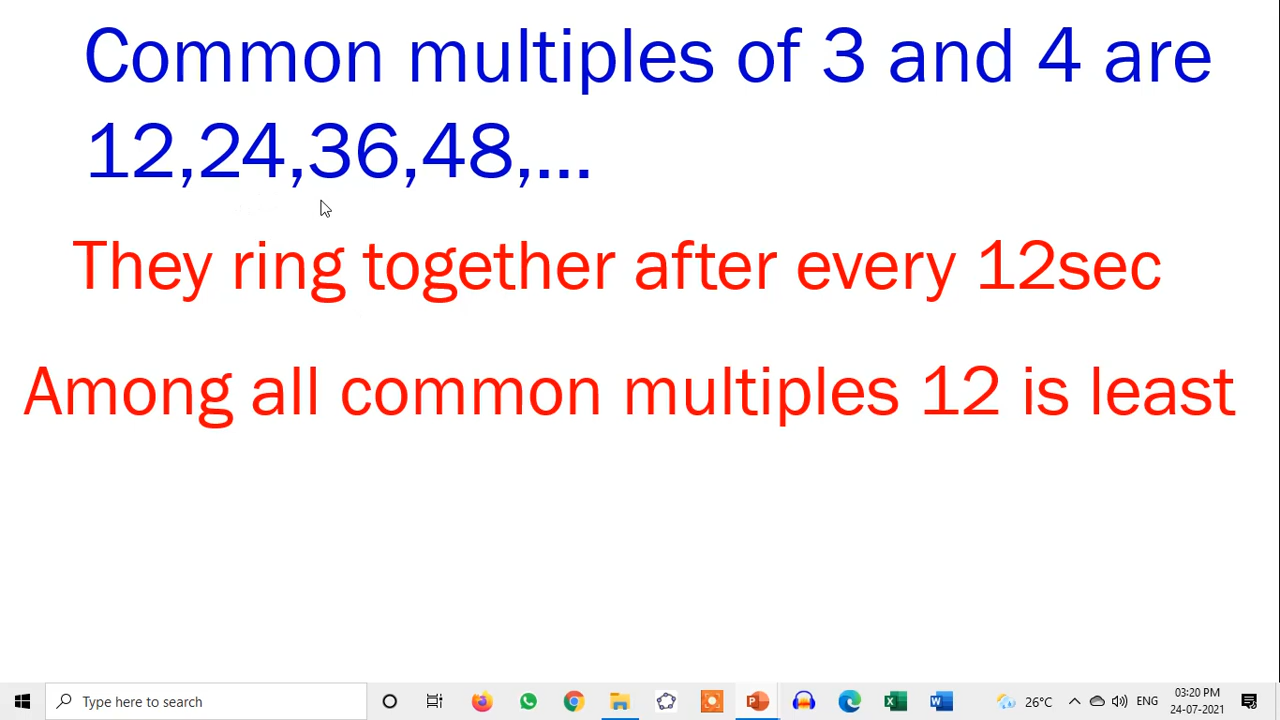 Common multiples of 3 and 4 are
12,24,36,48,...
They ring together after every 12sec
Among all common multiples 12 is least
Type here to search
26°C
ENG
03:20 PM
24-07-2021